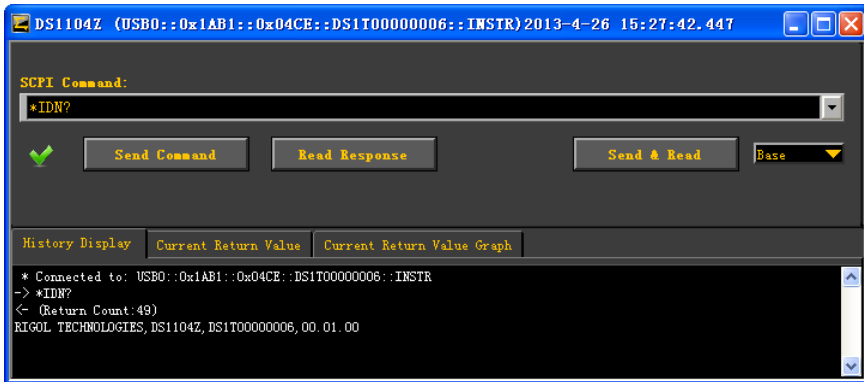 DS1104Z (USB0::0x1AB1::0x04CE::DS1T00000006::INSTR)2013-4-26 15:27:42.447
SCPI Command:
*IDN?
Send Command Read Response Send & Read Base
History Display Current Return Value Current Return Value Graph
* Connected to: USB0::0x1AB1::0x04CE::DS1T00000006::INSTR
-> *IDN?
<- (Return Count:49)
RIGOL TECHNOLOGIES,DS1104Z,DS1T00000006,00.01.00